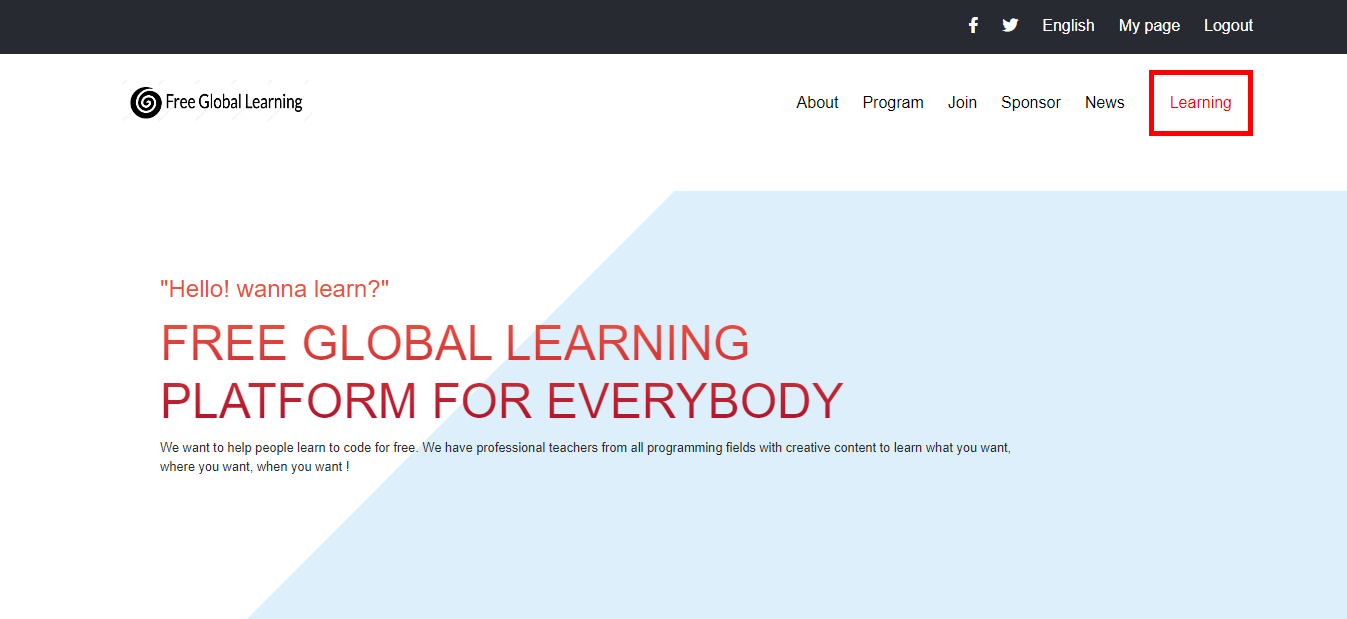 English My page Logout
Free Global Learning
About Program Join Sponsor News Learning
"Hello! wanna learn?"
FREE GLOBAL LEARNING
PLATFORM FOR EVERYBODY
We want to help people learn to code for free. We have professional teachers from all programming fields with creative content to learn what you want,
where you want, when you want !